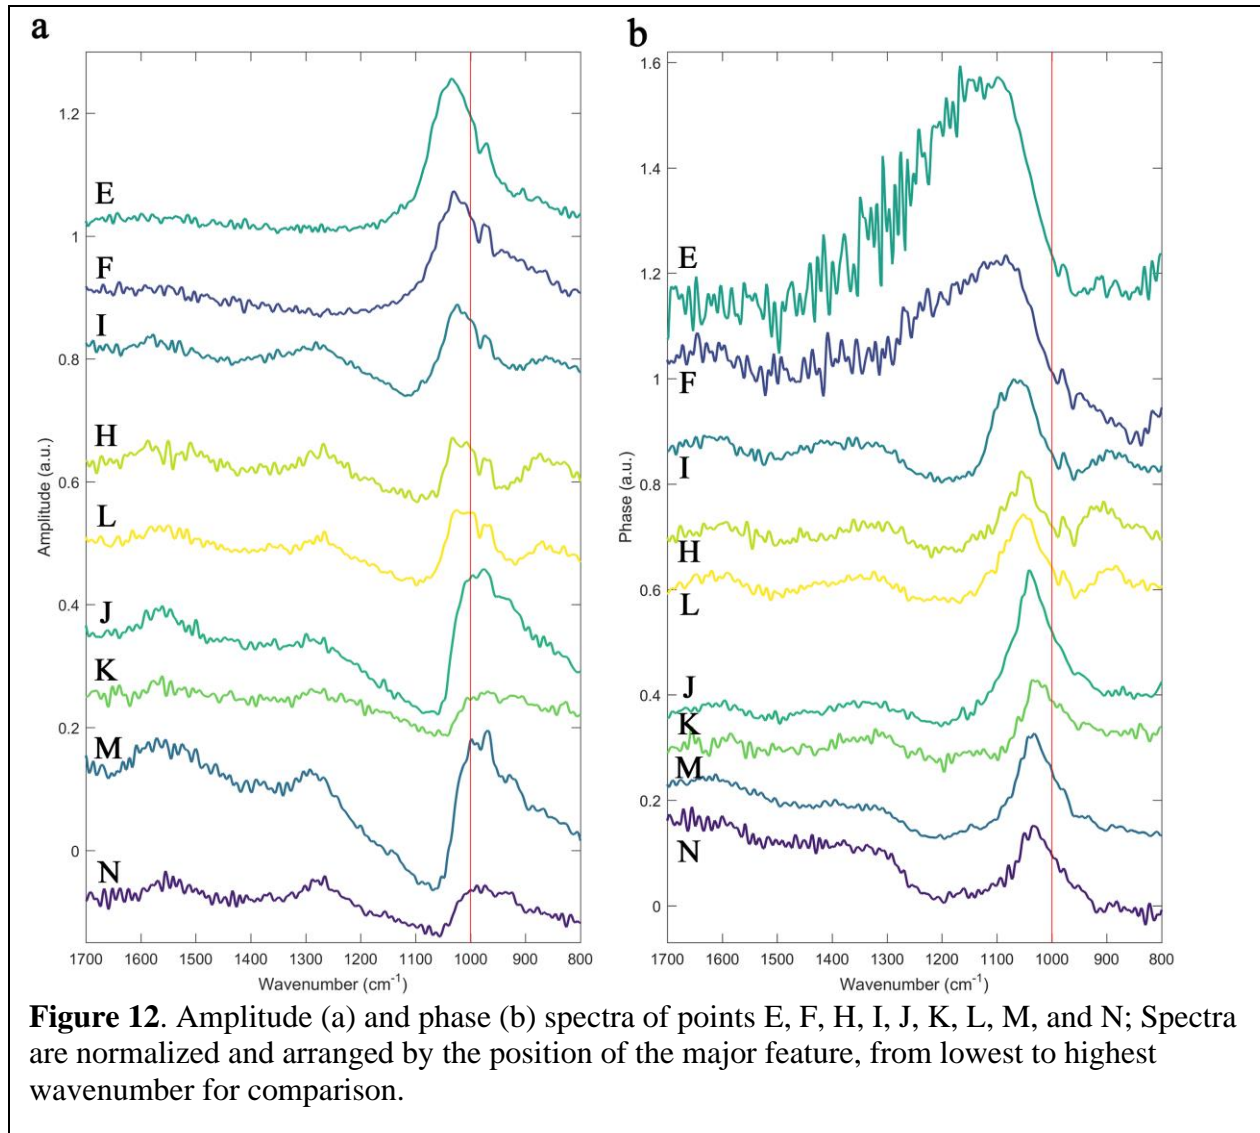 a
b
1.2
1
0.8
0.6
0.4
0.2
0
E
F
I
H
L
J
K
M
N
Amplitude (a.u.)
1700 1600 1500 1400 1300 1200 1100 1000 900 800
Wavenumber (cm-1)
1.6
1.4
1.2
1
0.8
0.6
0.4
0.2
0
E
F
I
H
L
J
K
M
N
Phase (a.u.)
1700 1600 1500 1400 1300 1200 1100 1000 900 800
Wavenumber (cm-1)
Figure 12. Amplitude (a) and phase (b) spectra of points E, F, H, I, J, K, L, M, and N; Spectra
are normalized and arranged by the position of the major feature, from lowest to highest
wavenumber for comparison.